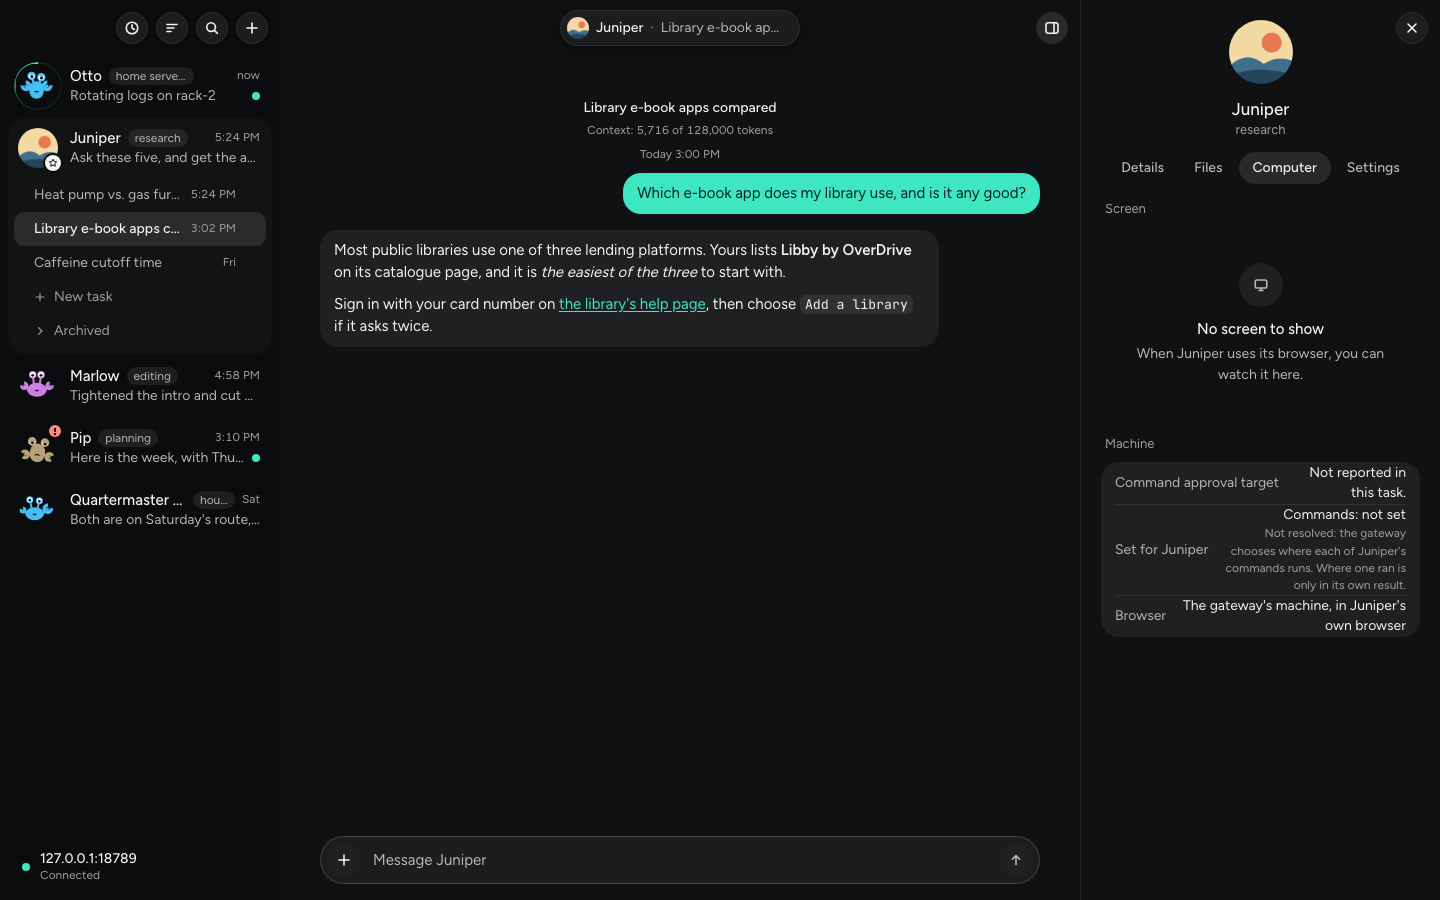 Otto home serve... now
Rotating logs on rack-2
Juniper research 5:24 PM
Ask these five, and get the a...
Heat pump vs. gas fur... 5:24 PM
Library e-book apps c... 3:02 PM
Caffeine cutoff time Fri
New task
Archived
Marlow editing 4:58 PM
Tightened the intro and cut ...
Pip planning 3:10 PM
Here is the week, with Thu...
Quartermaster ... hou... Sat
Both are on Saturday's route,...
127.0.0.1:18789
Connected
Juniper · Library e-book ap...
Library e-book apps compared
Context: 5,716 of 128,000 tokens
Today 3:00 PM
Which e-book app does my library use, and is it any good?
Most public libraries use one of three lending platforms. Yours lists Libby by OverDrive
on its catalogue page, and it is the easiest of the three to start with.
Sign in with your card number on the library's help page, then choose Add a library
if it asks twice.
Message Juniper
Juniper
research
Details Files Computer Settings
Screen
No screen to show
When Juniper uses its browser, you can
watch it here.
Machine
Command approval target Not reported in
this task.
Set for Juniper Commands: not set
Not resolved: the gateway
chooses where each of Juniper's
commands runs. Where one ran is
only in its own result.
Browser The gateway's machine, in Juniper's
own browser